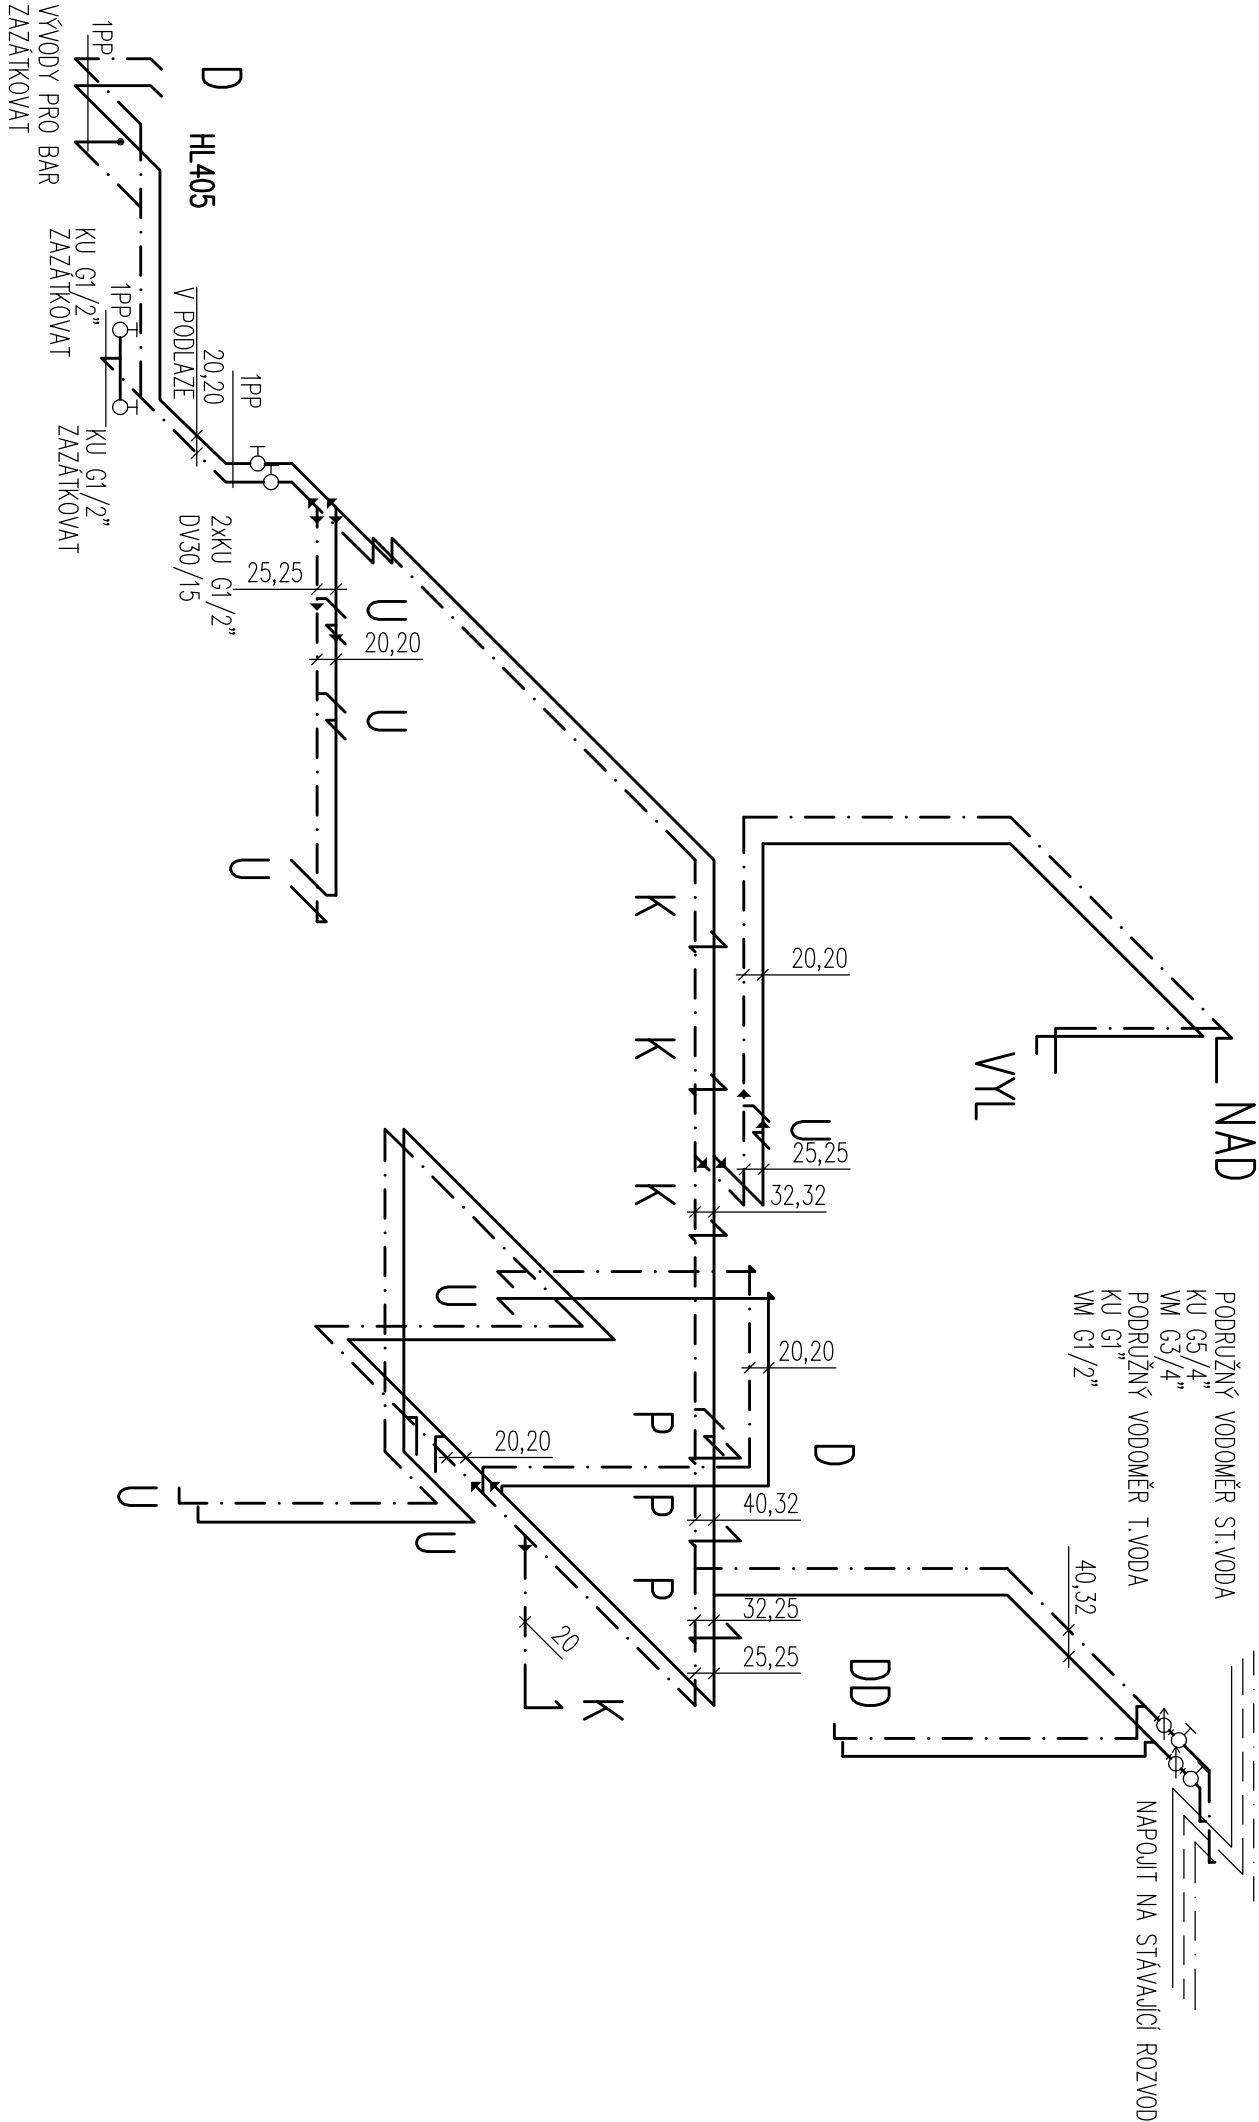 NAD
VYL
PODRUŽNÝ VODOMĚR ST.VODA
KU G5/4”
VM G3/4”
PODRUŽNÝ VODOMĚR T.VODA
KU G1”
VM G1/2”
NAPOJIT NA STÁVAJÍCÍ ROZVOD
40,32
DD
D
U
20,20
25,25
32,32
20,20
40,32
32,25
25,25
K
K
K
P
P
P
K
20
20,20
U
U
U
U
U
U
20,20
25,25
2xKU G1/2”
DV30/15
1PP
20,20
V PODLAZE
D
HL405
1PP
KU G1/2”
ZAZÁTKOVAT
KU G1/2”
ZAZÁTKOVAT
1PP
VÝVODY PRO BAR
ZAZÁTKOVAT